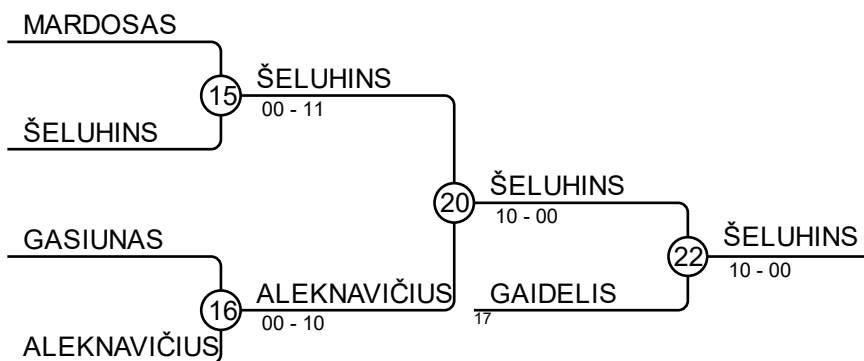 MARDOSAS
15
ŠELUHINS
00 - 11
ŠELUHINS
20
ŠELUHINS
10 - 00
GASIUNAS
16
ALEKNAVIČIUS
00 - 10
ALEKNAVIČIUS
GAIDELIS
17
22
ŠELUHINS
10 - 00